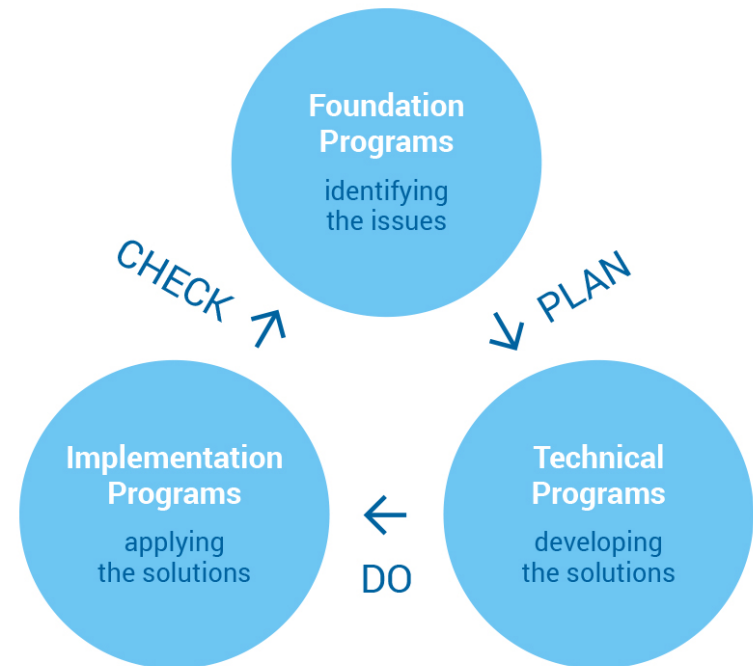 Foundation
Programs
identifying
the issues
CHECK
PLAN
Implementation
Programs
applying
the solutions
DO
Technical
Programs
developing
the solutions